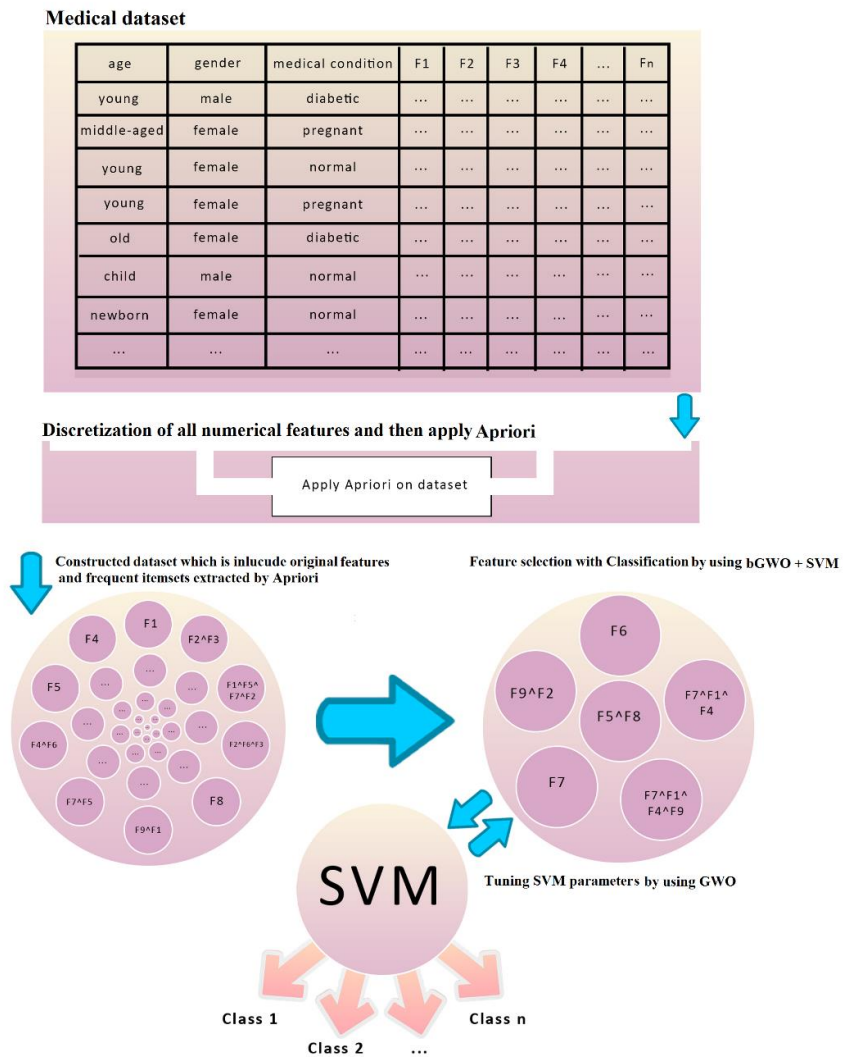 Medical dataset
age gender medical condition F1 F2 F3 F4 ... Fn
young male diabetic ... ... ... ... ... ...
middle-aged female pregnant ... ... ... ... ... ...
young female normal ... ... ... ... ... ...
young female pregnant ... ... ... ... ... ...
old female diabetic ... ... ... ... ... ...
child male normal ... ... ... ... ... ...
newborn female normal ... ... ... ... ... ...
... ... ... ... ... ... ... ... ...
Discretization of all numerical features and then apply Apriori
Apply Apriori on dataset
Constructed dataset which is inlucude original features
and frequent itemsets extracted by Apriori
F1
F4
F2^F3
F5
F1^F5^
F7^F2
F4^F6
F2^F6^F3
F7^F5
F8
F9^F1
...
...
...
...
...
...
...
...
Feature selection with Classification by using bGWO + SVM
F6
F9^F2
F7^F1^
F4
F5^F8
F7
F7^F1^
F4^F9
Tuning SVM parameters by using GWO
SVM
Class 1
Class 2
...
Class n